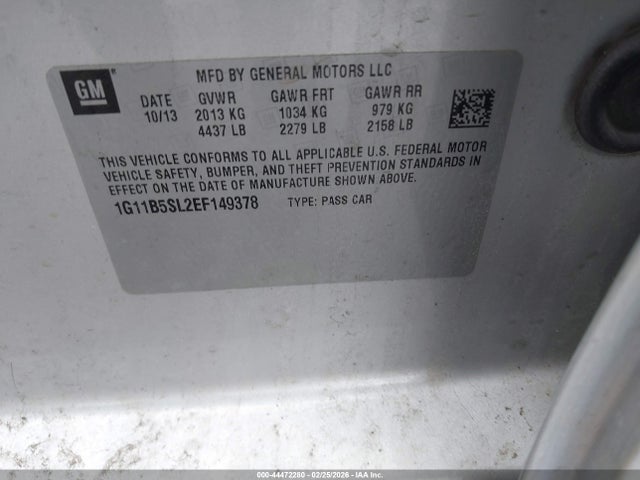 GM
MFD BY GENERAL MOTORS LLC
DATE GVWR GAWR FRT GAWR RR
10/13 2013 KG 1034 KG 979 KG
4437 LB 2279 LB 2158 LB
THIS VEHICLE CONFORMS TO ALL APPLICABLE U.S. FEDERAL MOTOR
VEHICLE SAFETY, BUMPER, AND THEFT PREVENTION STANDARDS IN
EFFECT ON THE DATE OF MANUFACTURE SHOWN ABOVE.
1G11B5SL2EF149378 TYPE: PASS CAR
000-44472280 - 02/25/2026 - IAA, Inc.